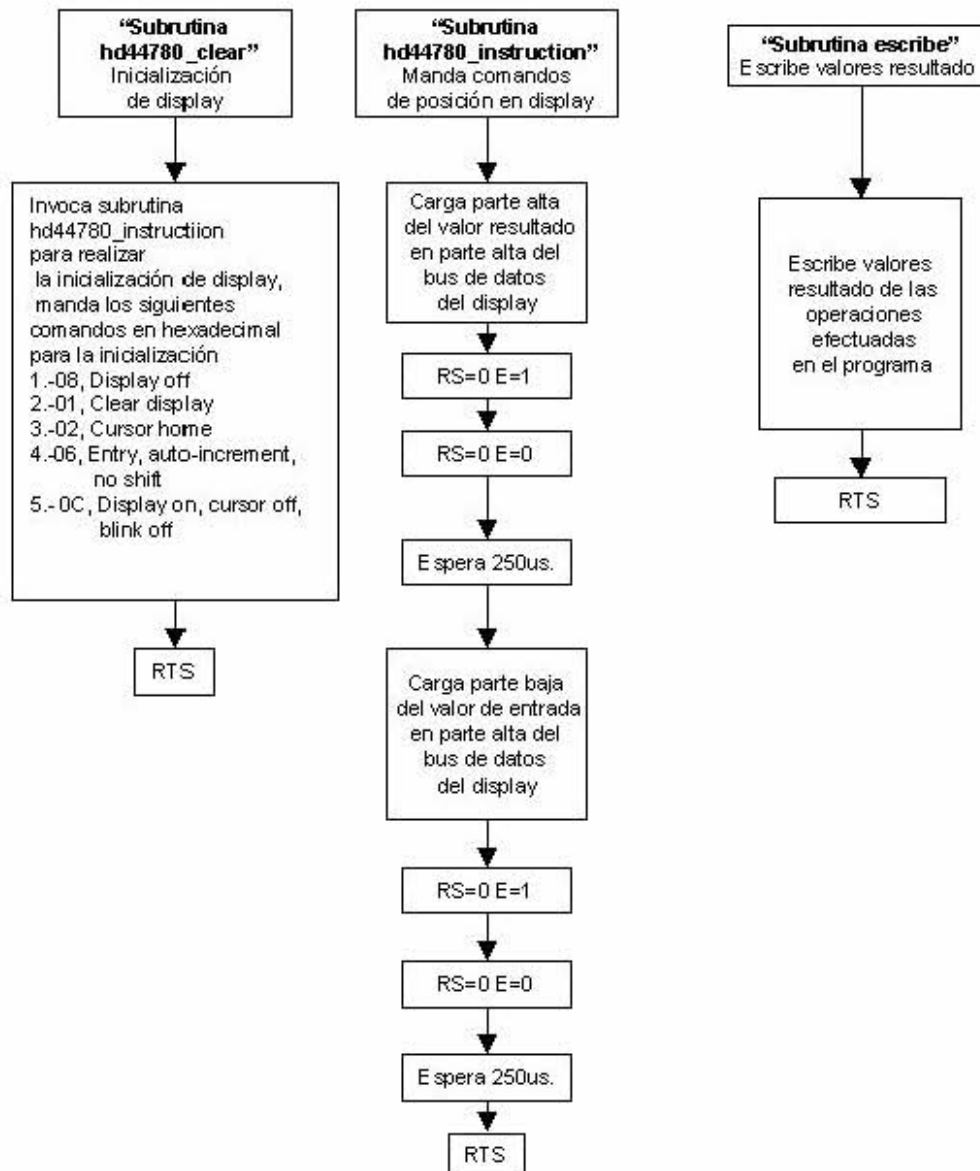 “Subrutina
hd44780_clear”
Inicialización
de display
Invoca subrutina
hd44780_instructiion
para realizar
la inicialización de display,
manda los siguientes
comandos en hexadecimal
para la inicialización
1.-08, Display off
2.-01, Clear display
3.-02, Cursor home
4.-06, Entry, auto-increment,
no shift
5.-0C, Display on, cursor off,
blink off
RTS
“Subrutina
hd44780_instruction”
Manda comandos
de posición en display
Carga parte alta
del valor resultado
en parte alta del
bus de datos
del display
RS=0 E=1
RS=0 E=0
Espera 250us.
Carga parte baja
del valor de entrada
en parte alta del
bus de datos
del display
RS=0 E=1
RS=0 E=0
Espera 250us.
RTS
“Subrutina escribe”
Escribe valores resultado
Escribe valores
resultado de las
operaciones
efectuadas
en el programa
RTS